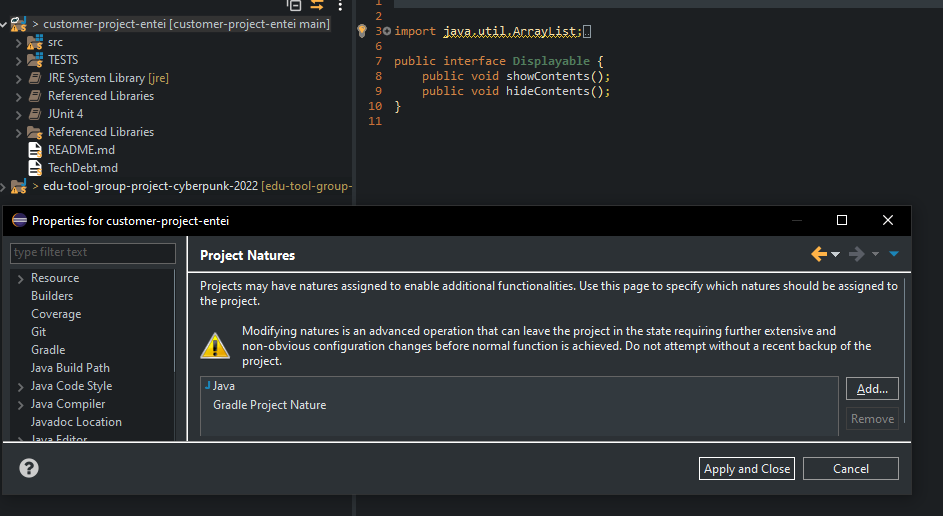 > customer-project-entei [customer-project-entei main]
src
TESTS
JRE System Library [jre]
Referenced Libraries
JUnit 4
Referenced Libraries
README.md
TechDebt.md
> edu-tool-group-project-cyberpunk-2022 [edu-tool-group-
1
2
3 import java.util.ArrayList;
6
7 public interface Displayable {
8 public void showContents();
9 public void hideContents();
10 }
11
Properties for customer-project-entei
type filter text
Resource
Builders
Coverage
Git
Gradle
Java Build Path
Java Code Style
Java Compiler
Javadoc Location
Java Editor
Project Natures
Projects may have natures assigned to enable additional functionalities. Use this page to specify which natures should be assigned to
the project.
Modifying natures is an advanced operation that can leave the project in the state requiring further extensive and
non-obvious configuration changes before normal function is achieved. Do not attempt without a recent backup of the
project.
Java
Gradle Project Nature
Add...
Remove
Apply and Close
Cancel